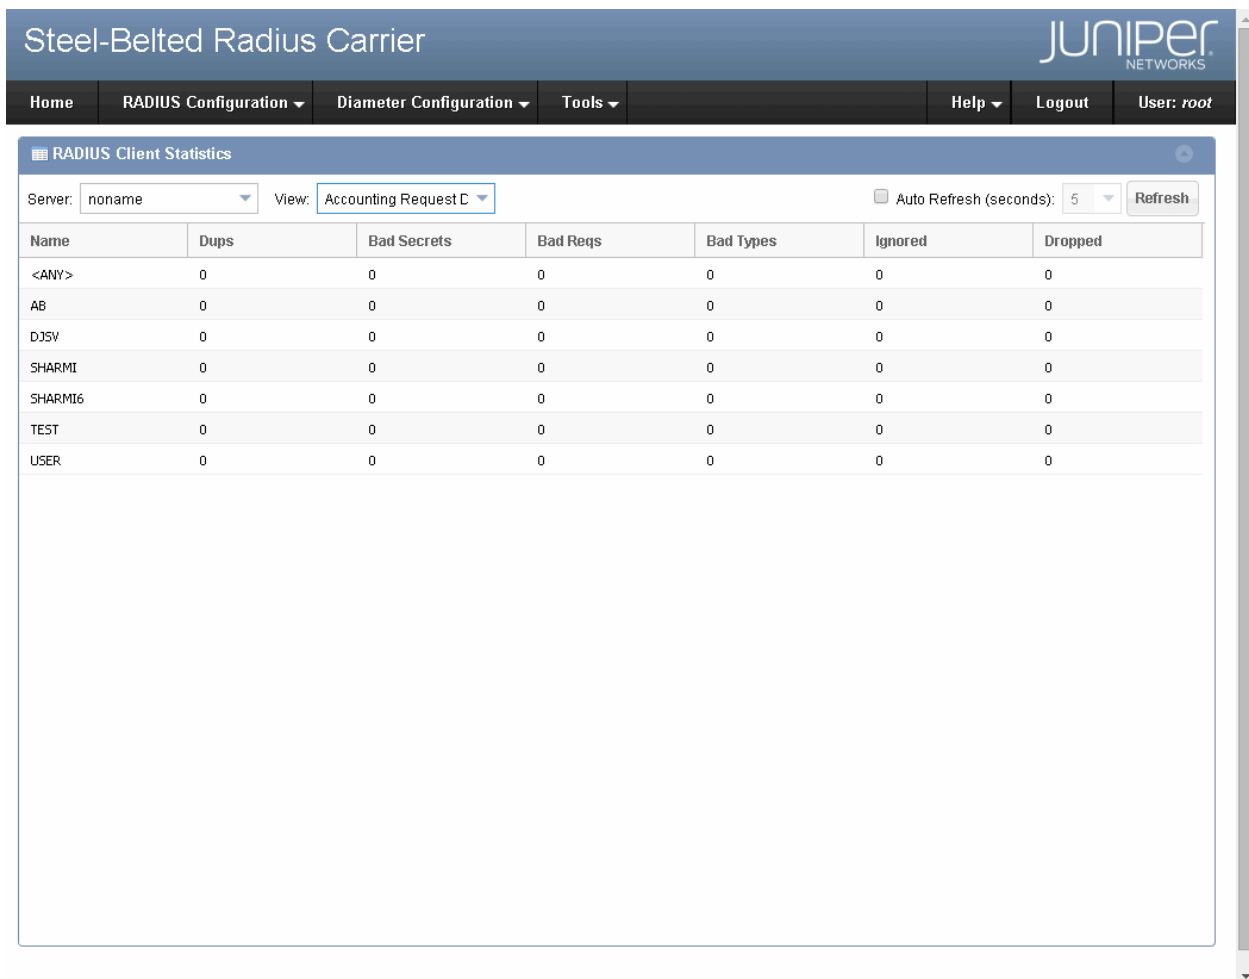 Steel-Belted Radius Carrier
JUNIPER
NETWORKS
Home RADIUS Configuration Diameter Configuration Tools Help Logout User: root
RADIUS Client Statistics
Server: noname View: Accounting Request D Auto Refresh (seconds): 5 Refresh
Name Dups Bad Secrets Bad Reqs Bad Types Ignored Dropped
<ANY> 0 0 0 0 0 0
AB 0 0 0 0 0 0
DJSV 0 0 0 0 0 0
SHARMI 0 0 0 0 0 0
SHARMI6 0 0 0 0 0 0
TEST 0 0 0 0 0 0
USER 0 0 0 0 0 0